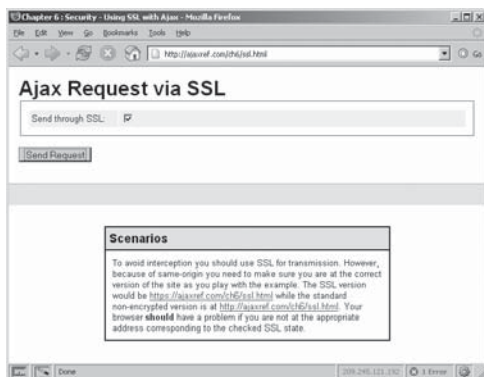 Chapter 6 : Security - Using SSL with Ajax - Mozilla Firefox
File Edit View Go Bookmarks Tools Help
http://ajaxref.com/ch6/ssl.html
Go
Ajax Request via SSL
Send through SSL:
Send Request
Scenarios
To avoid interception you should use SSL for transmission. However,
because of same-origin you need to make sure you are at the correct
version of the site as you play with the example. The SSL version
would be https://ajaxref.com/ch6/ssl.html while the standard
non-encrypted version is at http://ajaxref.com/ch6/ssl.html. Your
browser should have a problem if you are not at the appropriate
address corresponding to the checked SSL state.
Done
209.245.121.192
1 Error